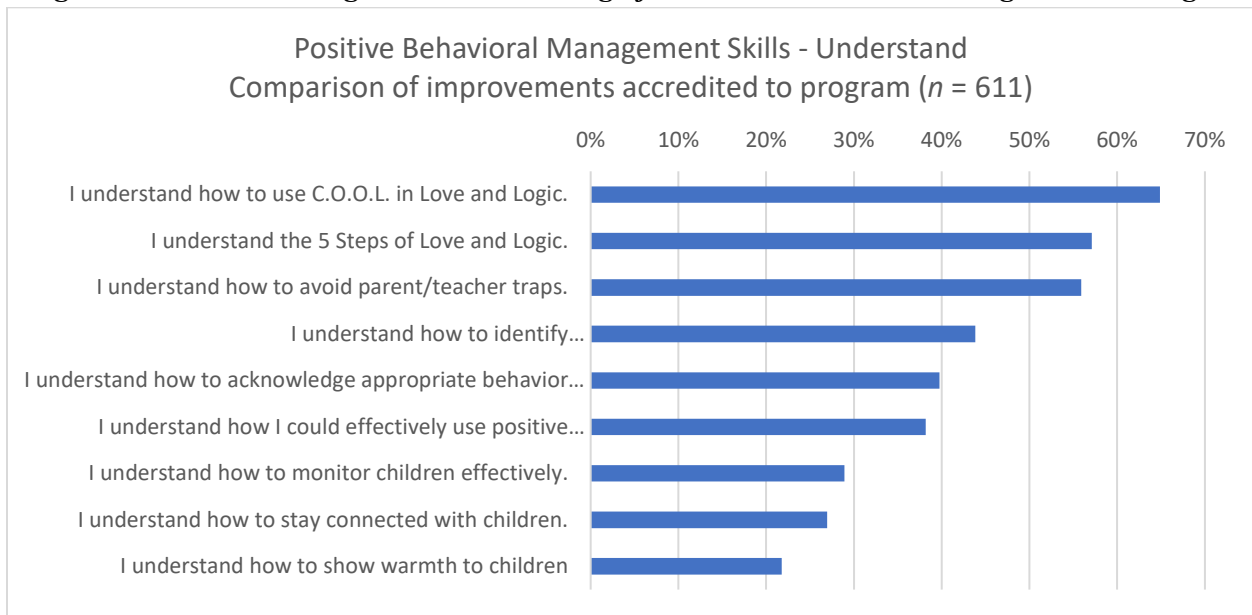 Positive Behavioral Management Skills - Understand
Comparison of improvements accredited to program (n = 611)
0% 10% 20% 30% 40% 50% 60% 70%
I understand how to use C.O.O.L. in Love and Logic.
I understand the 5 Steps of Love and Logic.
I understand how to avoid parent/teacher traps.
I understand how to identify...
I understand how to acknowledge appropriate behavior...
I understand how I could effectively use positive...
I understand how to monitor children effectively.
I understand how to stay connected with children.
I understand how to show warmth to children